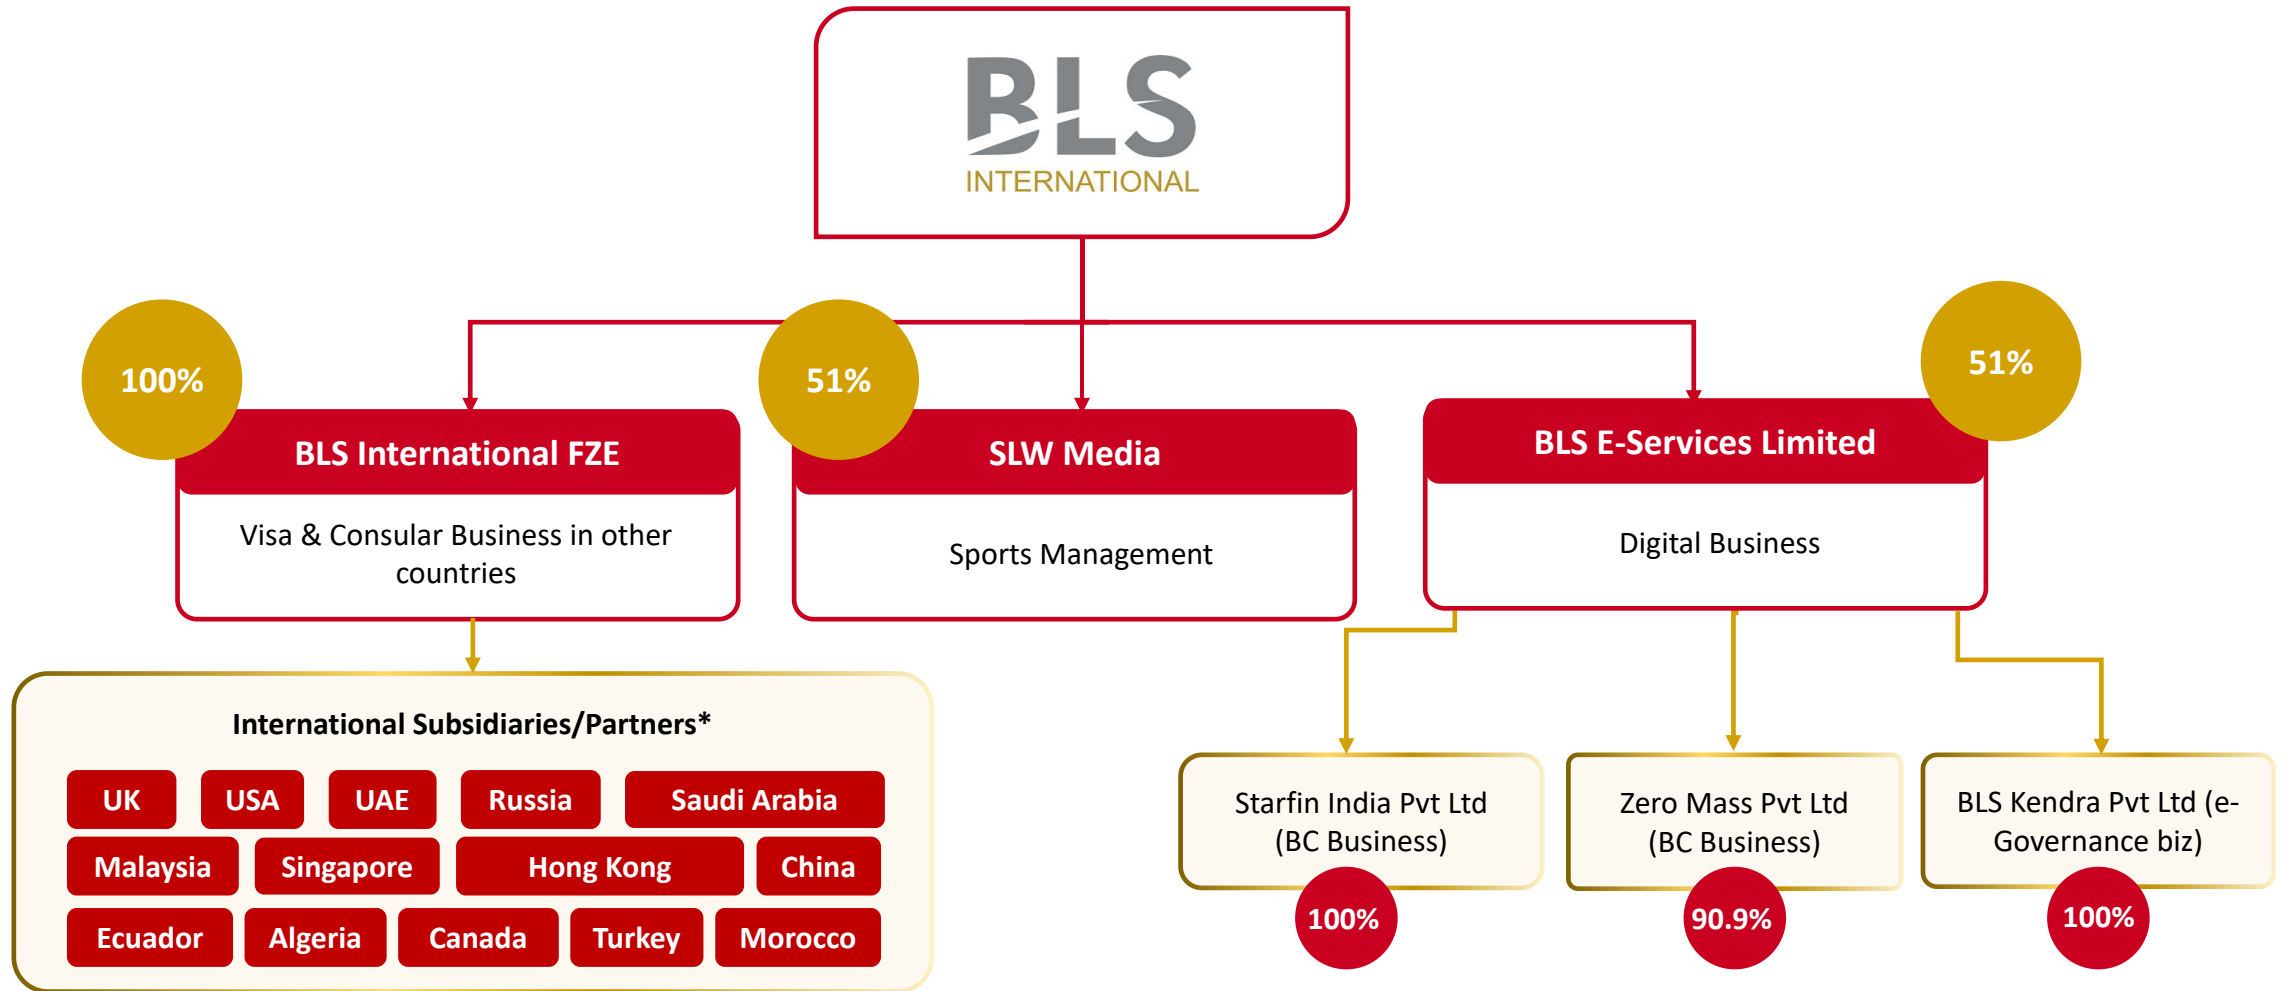 BLS
INTERNATIONAL
100%
51%
51%
BLS International FZE
SLW Media
BLS E-Services Limited
Visa & Consular Business in other
countries
Sports Management
Digital Business
International Subsidiaries/Partners*
UK
USA
UAE
Russia
Saudi Arabia
Malaysia
Singapore
Hong Kong
China
Ecuador
Algeria
Canada
Turkey
Morocco
Starfin India Pvt Ltd
(BC Business)
100%
Zero Mass Pvt Ltd
(BC Business)
90.9%
BLS Kendra Pvt Ltd (e-
Governance biz)
100%